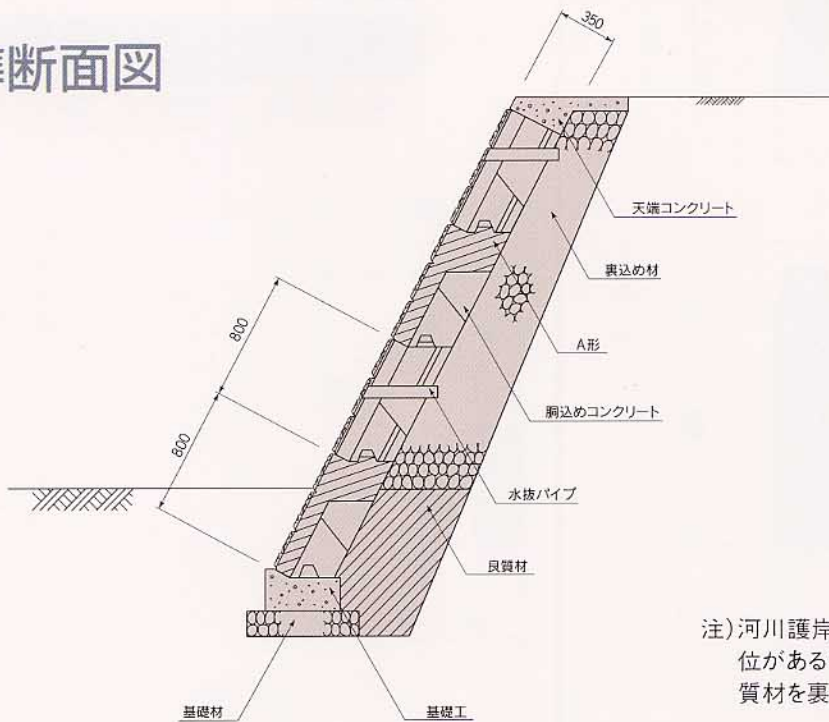 断面図
350
天端コンクリート
裏込め材
A形
800
胴込めコンクリート
800
水抜パイプ
良質材
注)河川護岸
位がある
質材を裏
基礎材
基礎工